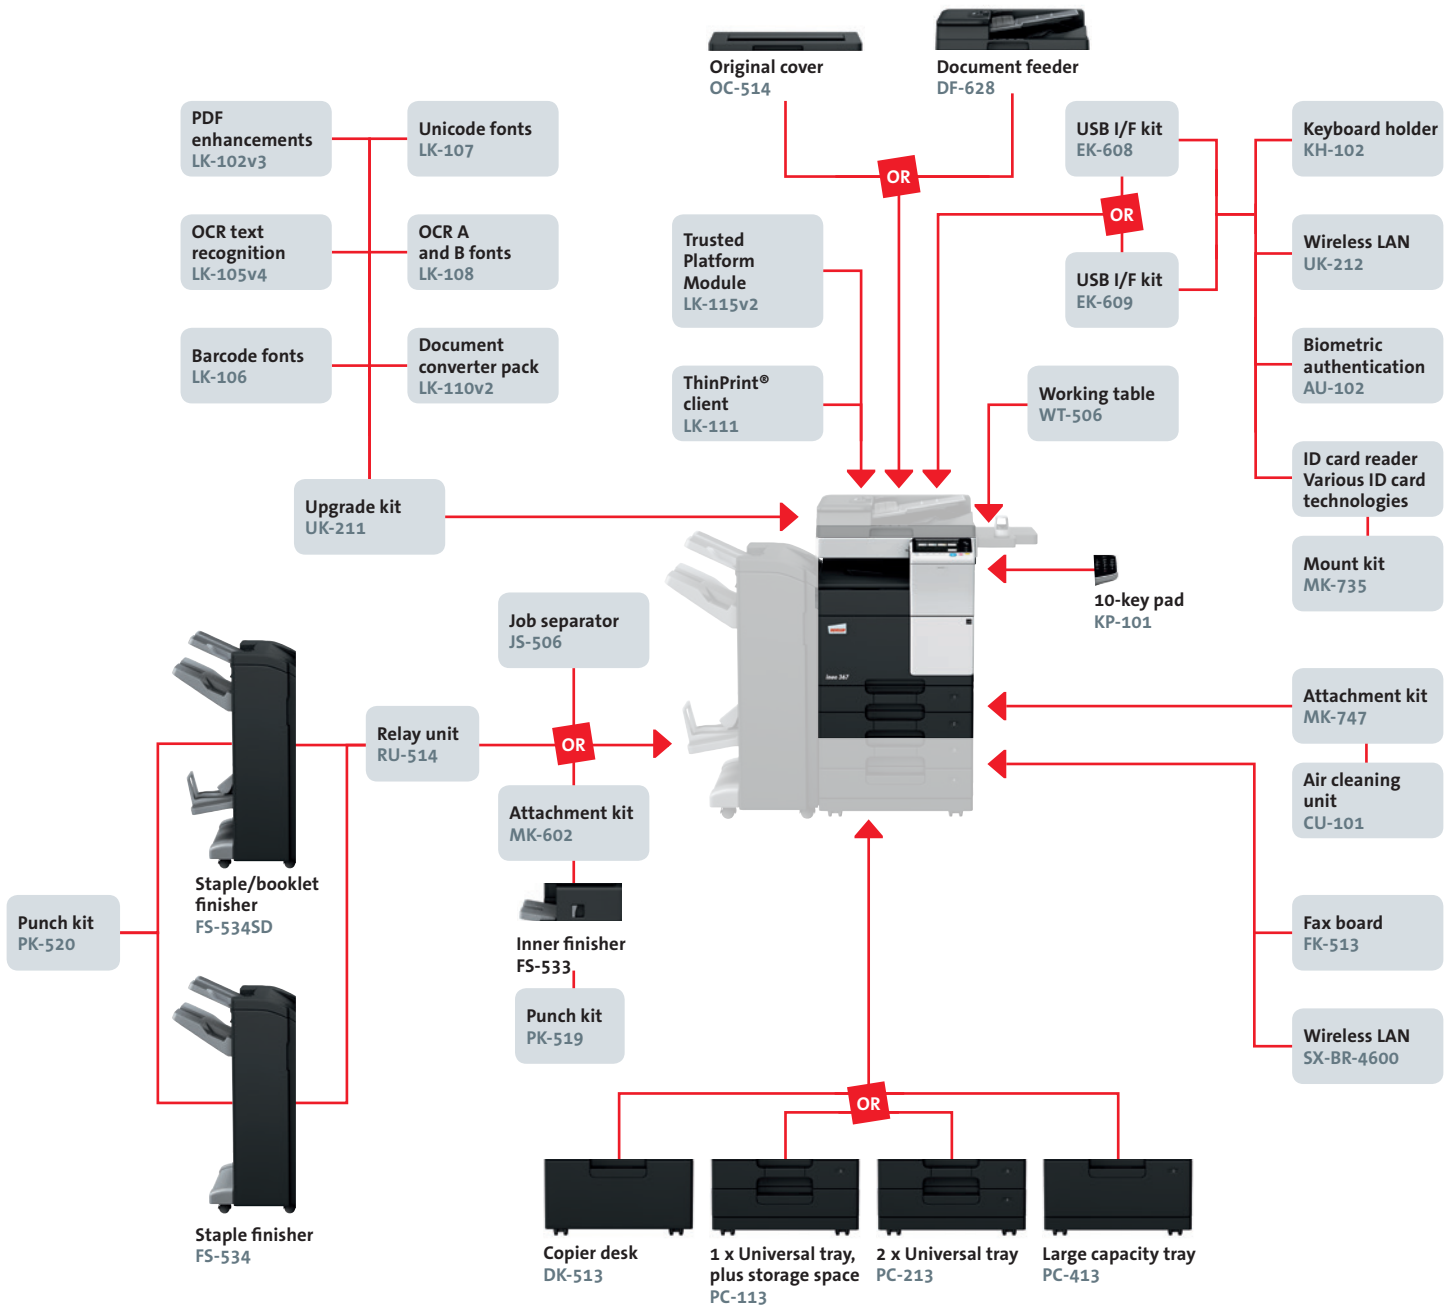 Original cover
OC-514
Document feeder
DF-628
PDF
enhancements
LK-102v3
Unicode fonts
LK-107
USB I/F kit
EK-608
Keyboard holder
KH-102
OR
OR
OCR text
recognition
LK-105v4
OCR A
and B fonts
LK-108
Trusted
Platform
Module
LK-115v2
Wireless LAN
UK-212
USB I/F kit
EK-609
Barcode fonts
LK-106
Document
converter pack
LK-110v2
ThinPrint®
client
LK-111
Working table
WT-506
Biometric
authentication
AU-102
ID card reader
Various ID card
technologies
Upgrade kit
UK-211
Mount kit
MK-735
10-key pad
KP-101
Job separator
JS-506
ineo 367
Attachment kit
MK-747
Relay unit
RU-514
OR
Air cleaning
unit
CU-101
Attachment kit
MK-602
Staple/booklet
finisher
FS-534SD
Punch kit
PK-520
Inner finisher
FS-533
Fax board
FK-513
Punch kit
PK-519
Wireless LAN
SX-BR-4600
OR
Staple finisher
FS-534
Copier desk
DK-513
1 x Universal tray,
plus storage space
PC-113
2 x Universal tray
PC-213
Large capacity tray
PC-413